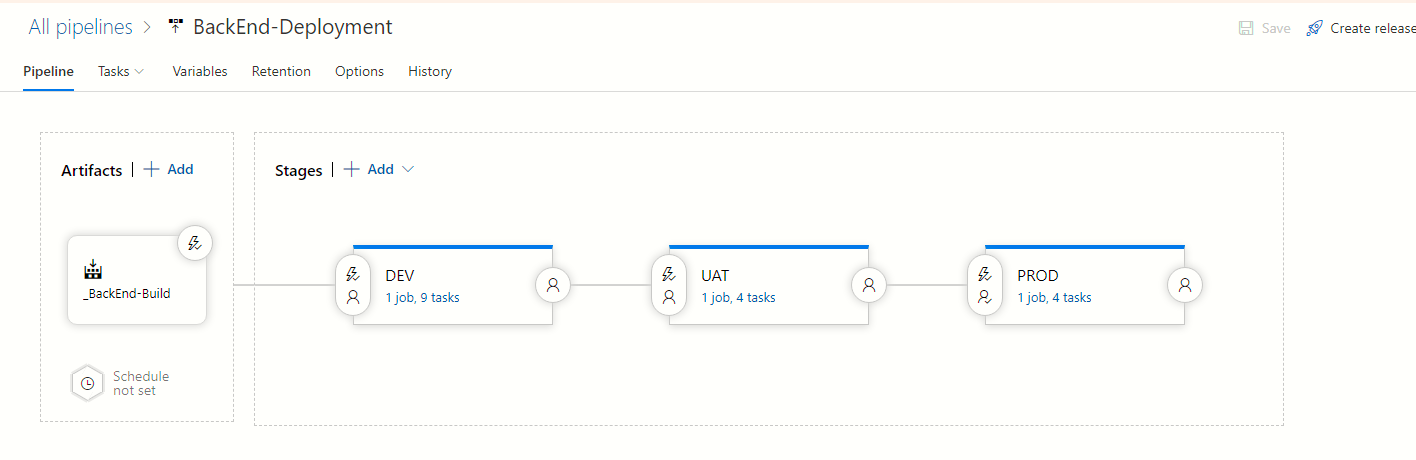 All pipelines > BackEnd-Deployment
Save
Create release
Pipeline
Tasks
Variables
Retention
Options
History
Artifacts | + Add
Stages | + Add
_BackEnd-Build
Schedule
not set
DEV
1 job, 9 tasks
UAT
1 job, 4 tasks
PROD
1 job, 4 tasks